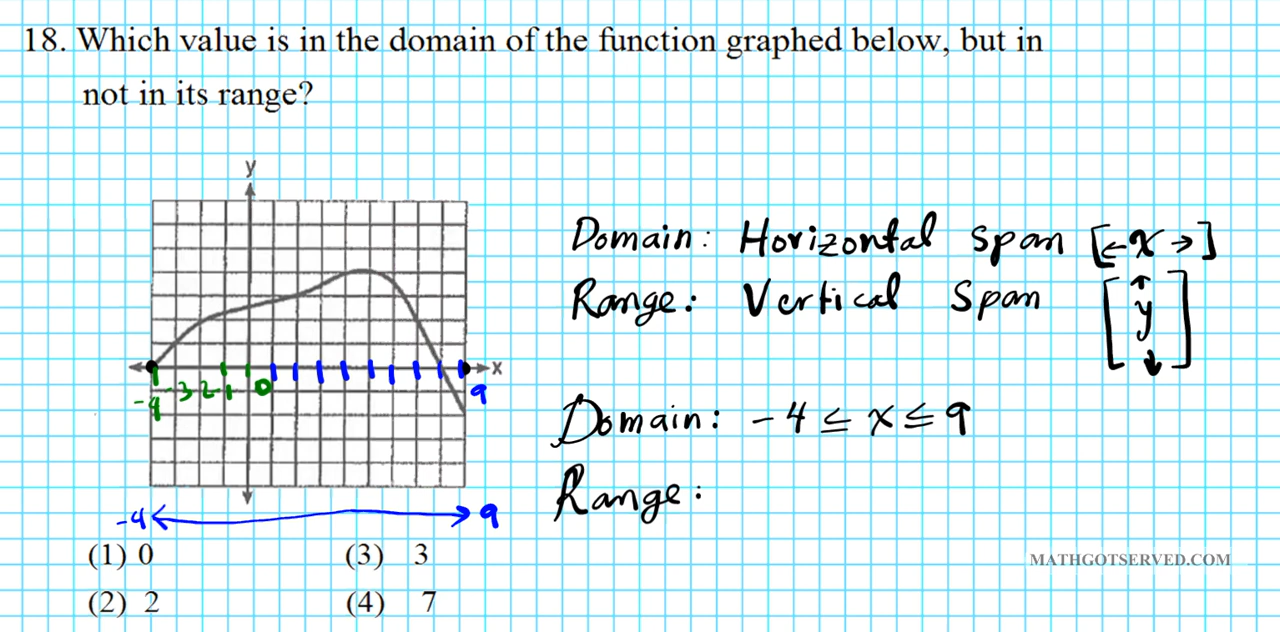 18. Which value is in the domain of the function graphed below, but in
not in its range?
y
Domain: Horizontal span [← x →]
Range: Vertical Span [↑ y ↓]
x
-4 -3 2 -1 0 9
Domain: -4 ≤ x ≤ 9
Range:
-4 9
(1) 0 (3) 3
(2) 2 (4) 7
MATHGOTSERVED.COM